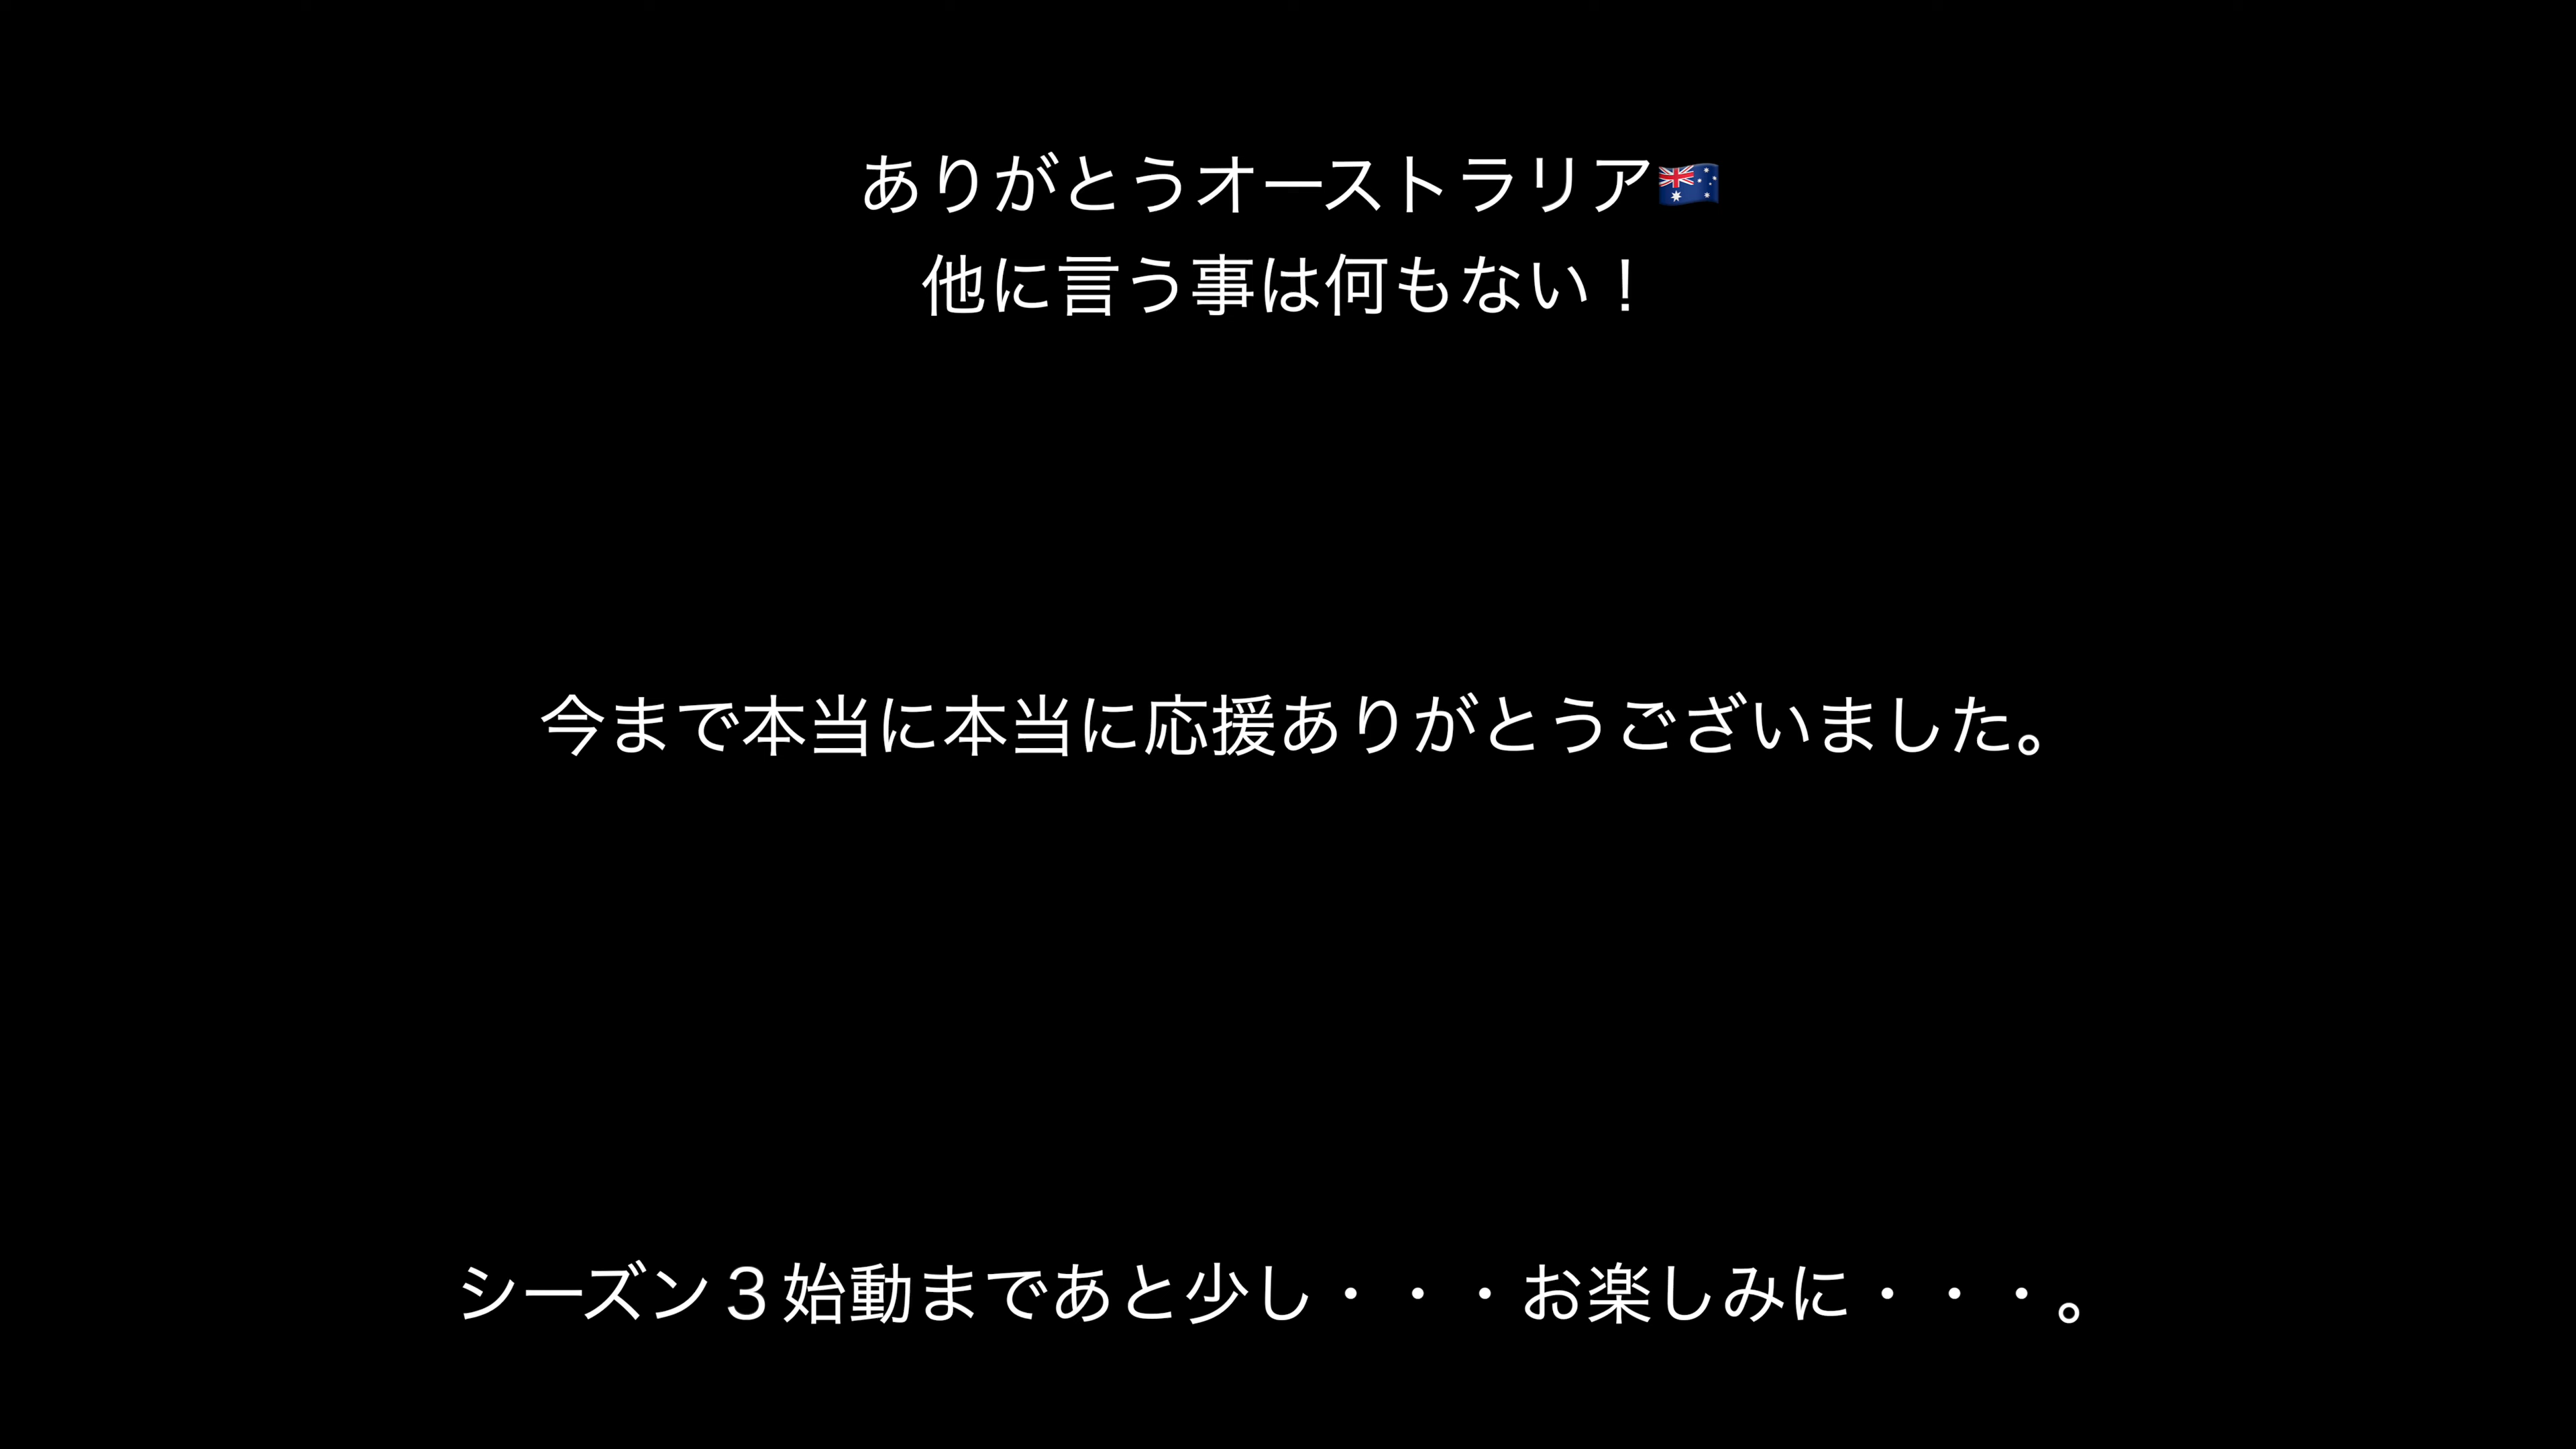 ありがとうオーストラリア🇦🇺
他に言う事は何もない！
今まで本当に本当に応援ありがとうございました。
シーズン３始動まであと少し・・・お楽しみに・・・。